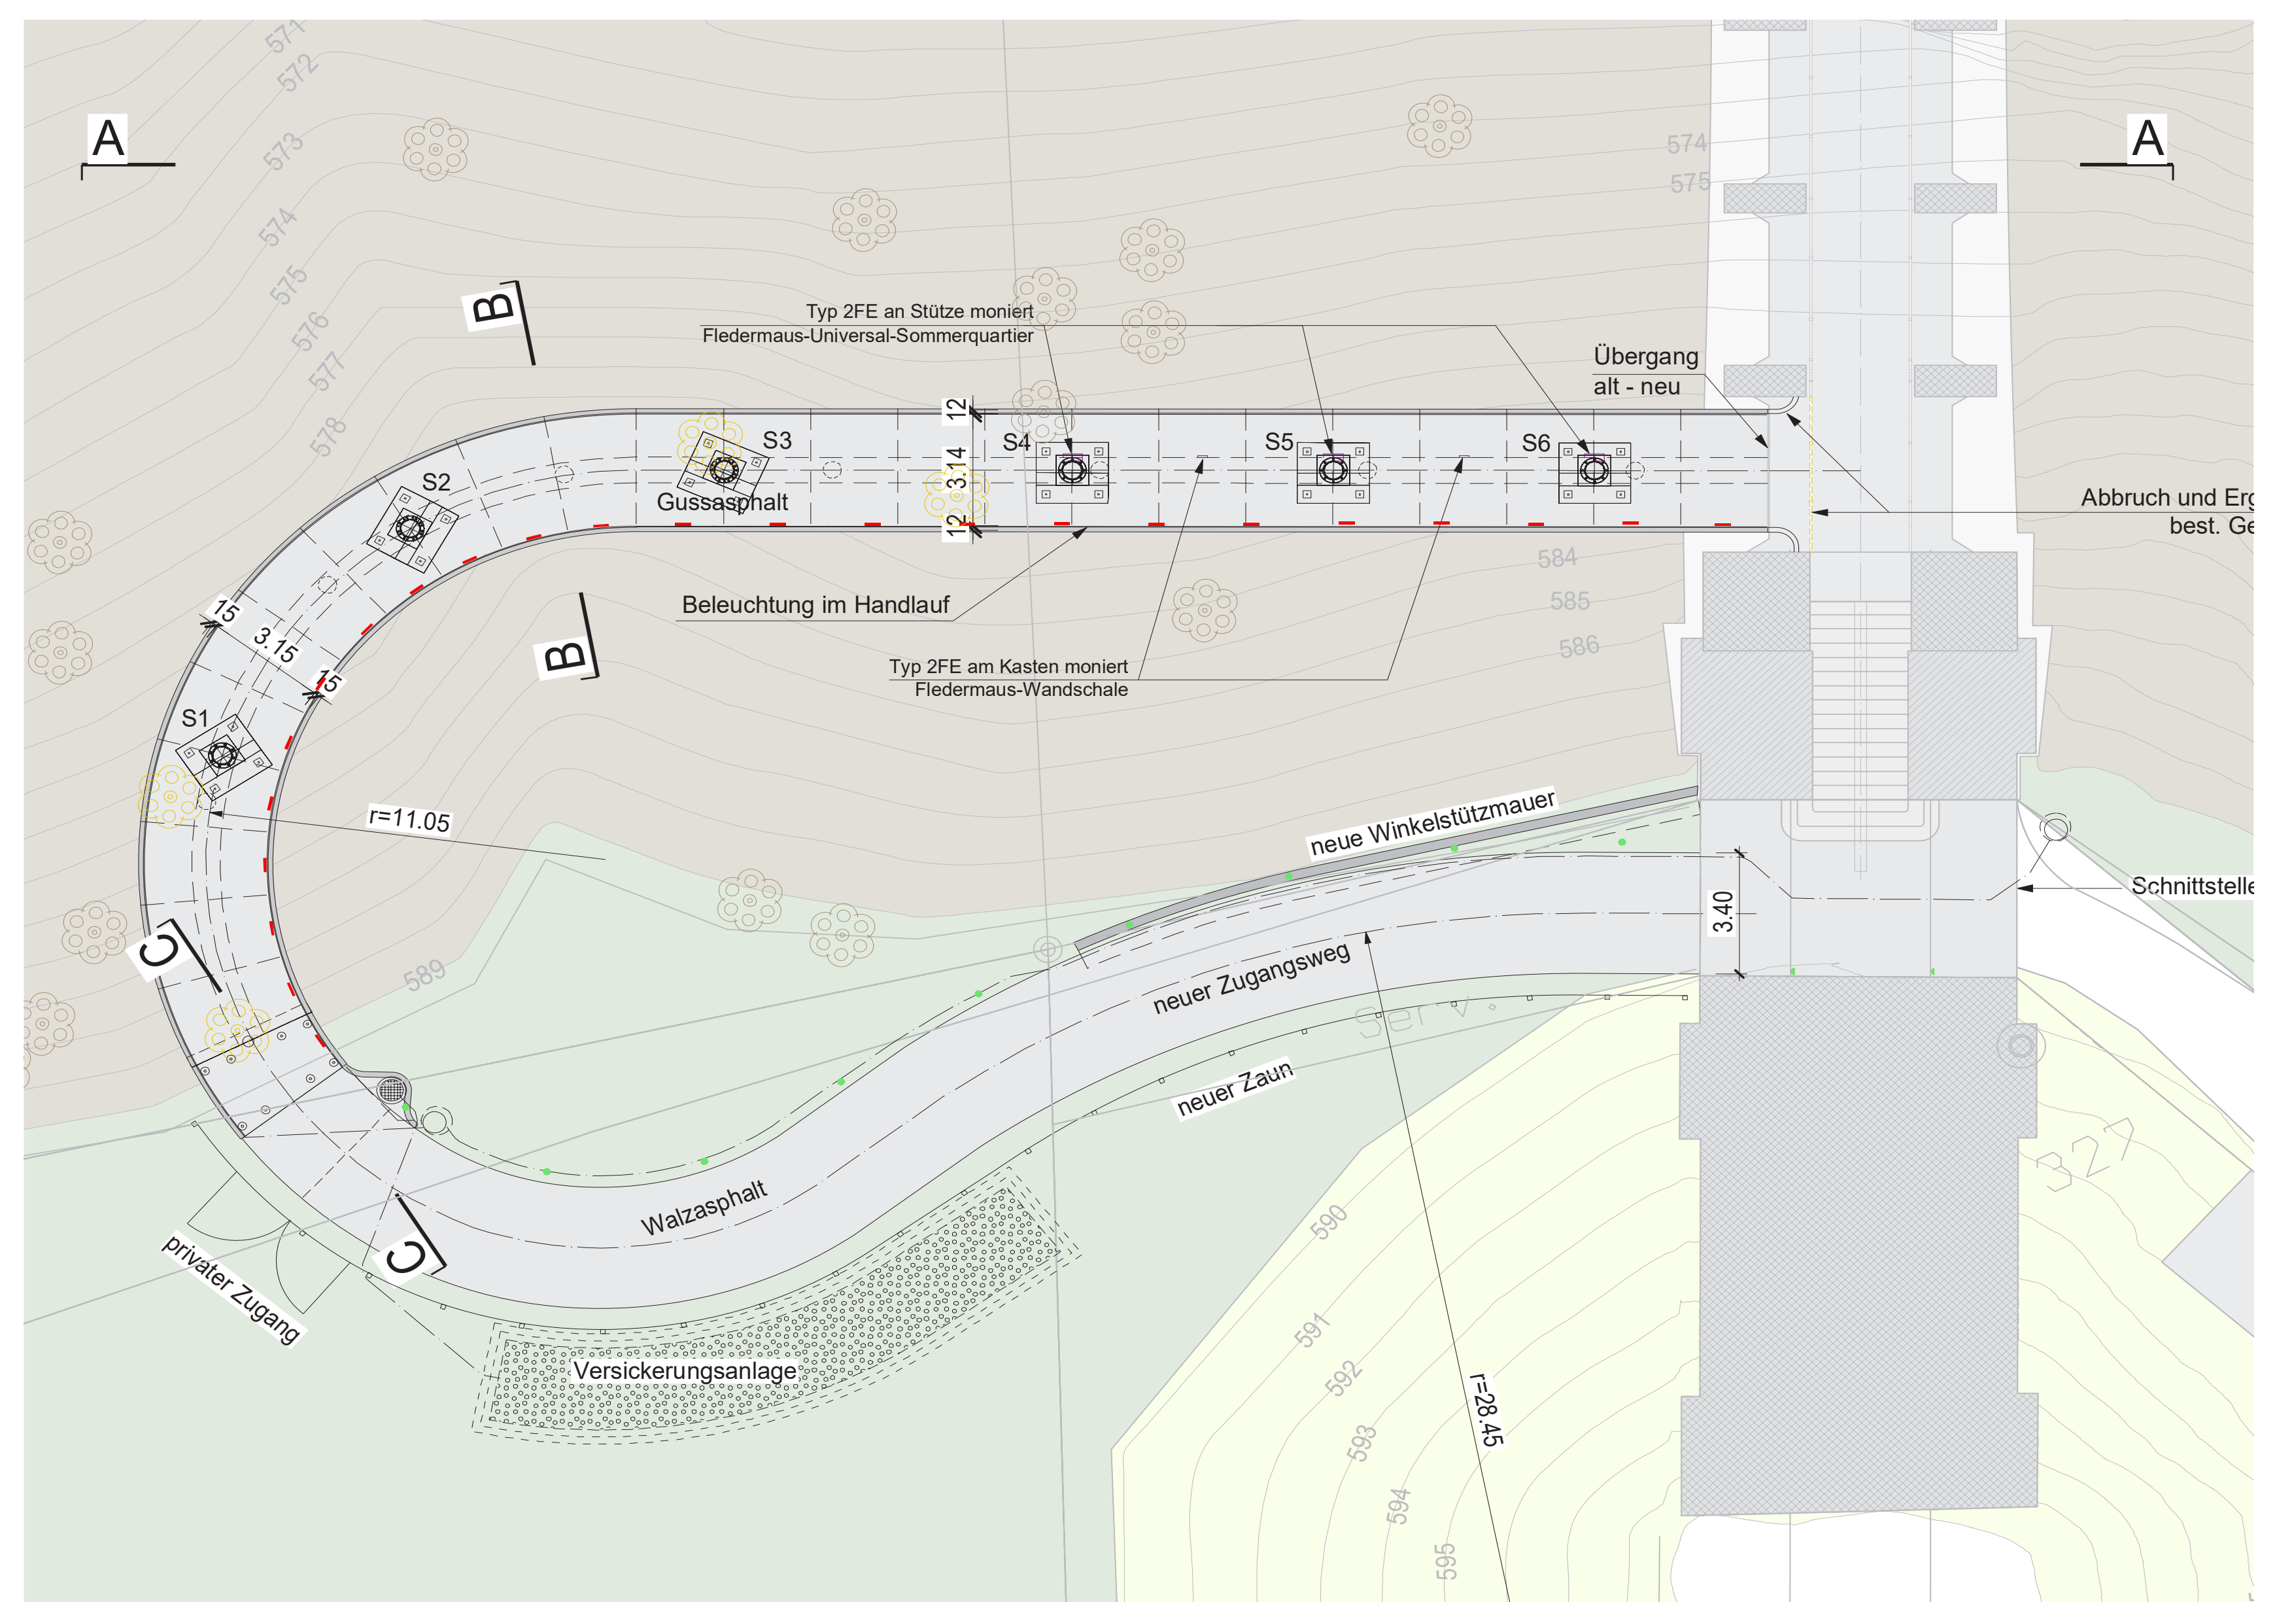 571
572
573
574
575
576
577
578
A
A
574
575
B
Typ 2FE an Stütze moniert
Fledermaus-Universal-Sommerquartier
Übergang
alt - neu
12
3.14
12
S3
S4
S5
S6
S2
Gussasphalt
Abbruch und Erg
best. Ge
584
585
586
Beleuchtung im Handlauf
15
3.15
15
B
Typ 2FE am Kasten moniert
Fledermaus-Wandschale
S1
r=11.05
neue Winkelstützmauer
Schnittstelle
3.40
C
589
neuer Zugangsweg
Serv.
neuer Zaun
327
Walzasphalt
C
privater Zugang
Versickerungsanlage
590
591
592
593
594
595
r=28.45